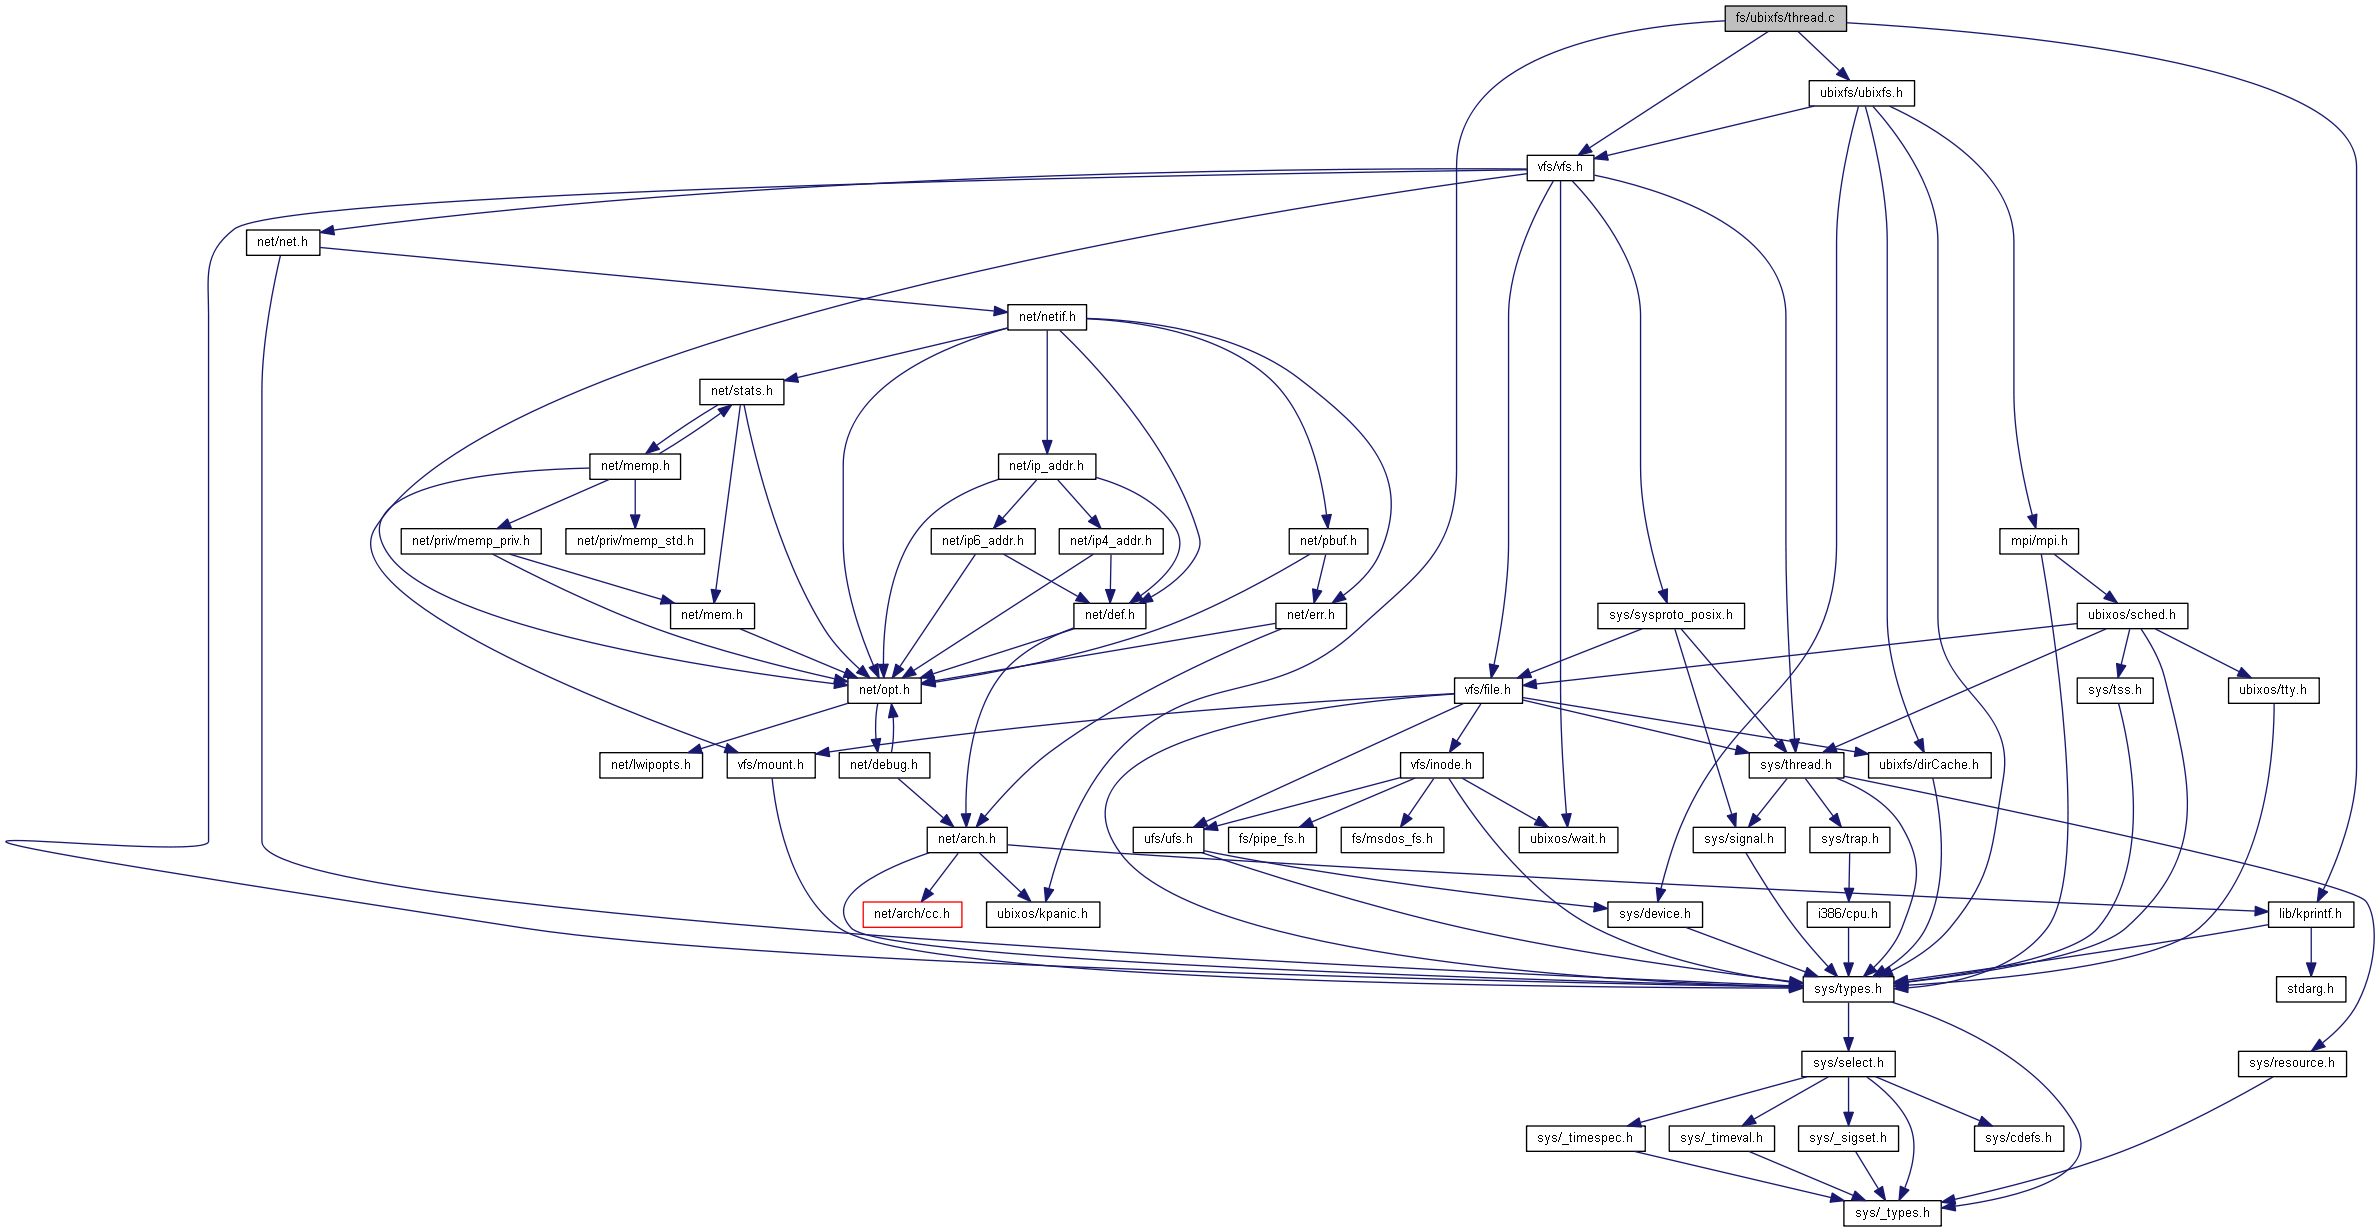 fs/ubixfs/thread.c
ubixfs/ubixfs.h
vfs/vfs.h
net/net.h
net/netif.h
net/stats.h
net/memp.h
net/ip_addr.h
net/priv/memp_priv.h
net/priv/memp_std.h
net/ip6_addr.h
net/ip4_addr.h
net/pbuf.h
mpi/mpi.h
net/mem.h
net/def.h
net/err.h
sys/sysproto_posix.h
ubixos/sched.h
net/opt.h
vfs/file.h
sys/tss.h
ubixos/tty.h
net/lwipopts.h
vfs/mount.h
net/debug.h
vfs/inode.h
sys/thread.h
ubixfs/dirCache.h
net/arch.h
ufs/ufs.h
fs/pipe_fs.h
fs/msdos_fs.h
ubixos/wait.h
sys/signal.h
sys/trap.h
net/arch/cc.h
ubixos/kpanic.h
sys/device.h
i386/cpu.h
lib/kprintf.h
sys/types.h
stdarg.h
sys/select.h
sys/resource.h
sys/_timespec.h
sys/_timeval.h
sys/_sigset.h
sys/cdefs.h
sys/_types.h